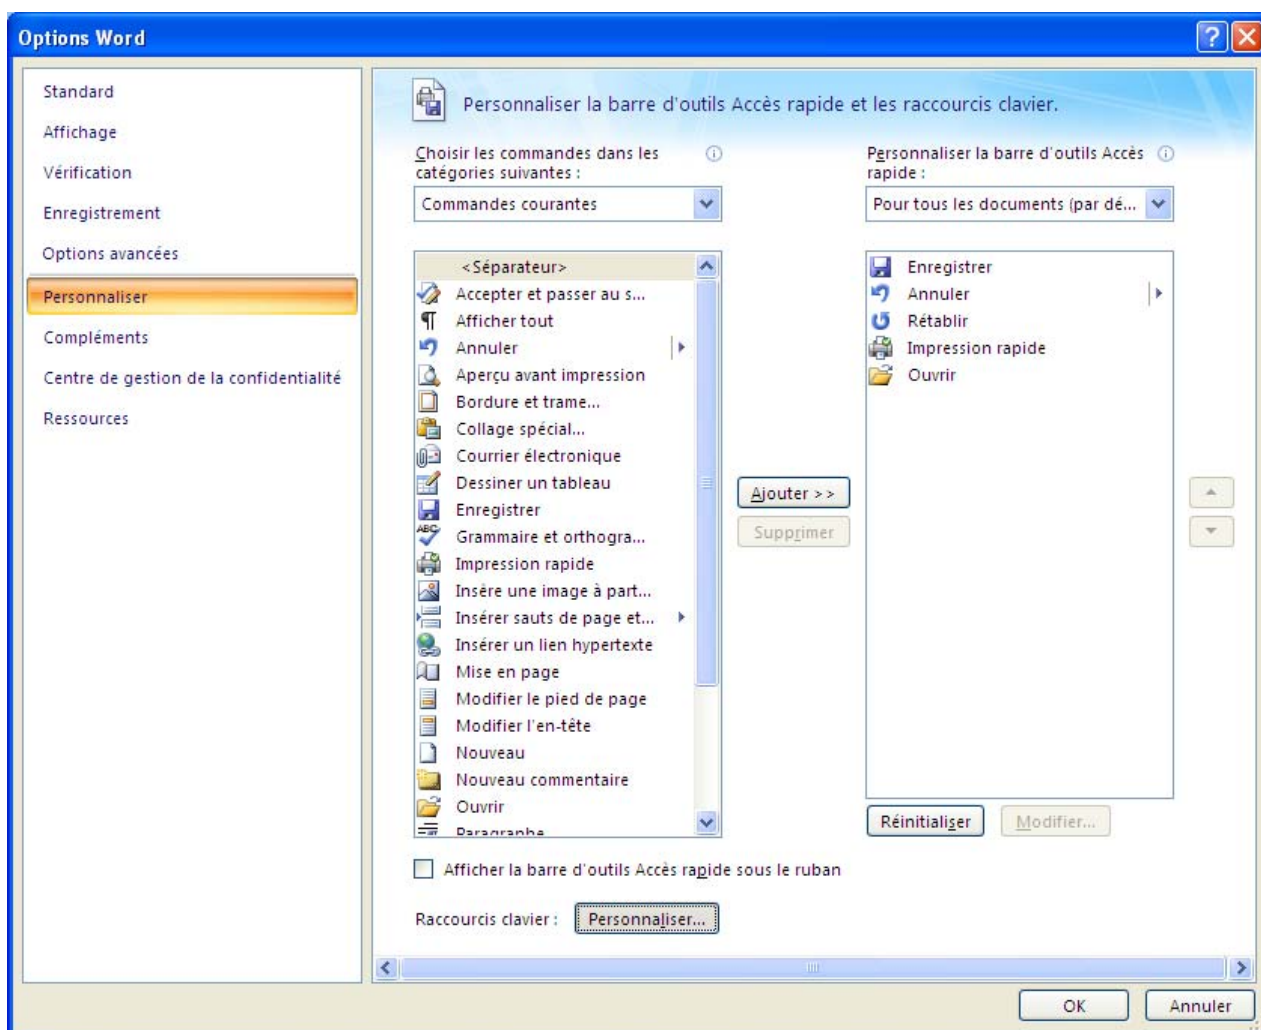 Options Word
Standard
Affichage
Vérification
Enregistrement
Options avancées
Personnaliser
Compléments
Centre de gestion de la confidentialité
Ressources
Personnaliser la barre d'outils Accès rapide et les raccourcis clavier.
Choisir les commandes dans les
catégories suivantes :
Commandes courantes
<Séparateur>
Accepter et passer au s...
Afficher tout
Annuler
Aperçu avant impression
Bordure et trame...
Collage spécial...
Courrier électronique
Dessiner un tableau
Enregistrer
Grammaire et orthogra...
Impression rapide
Insère une image à part...
Insérer sauts de page et...
Insérer un lien hypertexte
Mise en page
Modifier le pied de page
Modifier l'en-tête
Nouveau
Nouveau commentaire
Ouvrir
Paragraphe
Ajouter >>
Supprimer
Personnaliser la barre d'outils Accès
rapide :
Pour tous les documents (par dé...
Enregistrer
Annuler
Rétablir
Impression rapide
Ouvrir
Réinitialiser
Modifier...
Afficher la barre d'outils Accès rapide sous le ruban
Raccourcis clavier :
Personnaliser...
OK
Annuler